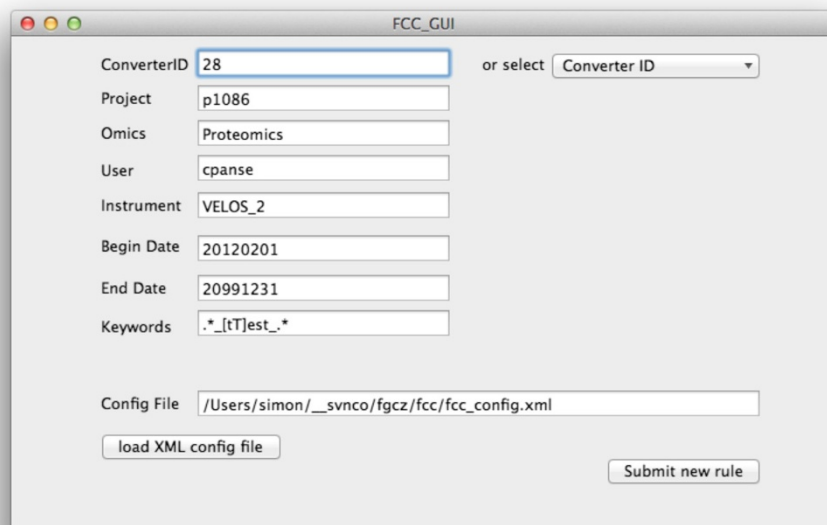 FCC_GUI
ConverterID 28 or select Converter ID
Project p1086
Omics Proteomics
User cpanse
Instrument VELOS_2
Begin Date 20120201
End Date 20991231
Keywords .*_[tT]est_.*
Config File /Users/simon/__svnco/fgcz/fcc/fcc_config.xml
load XML config file
Submit new rule